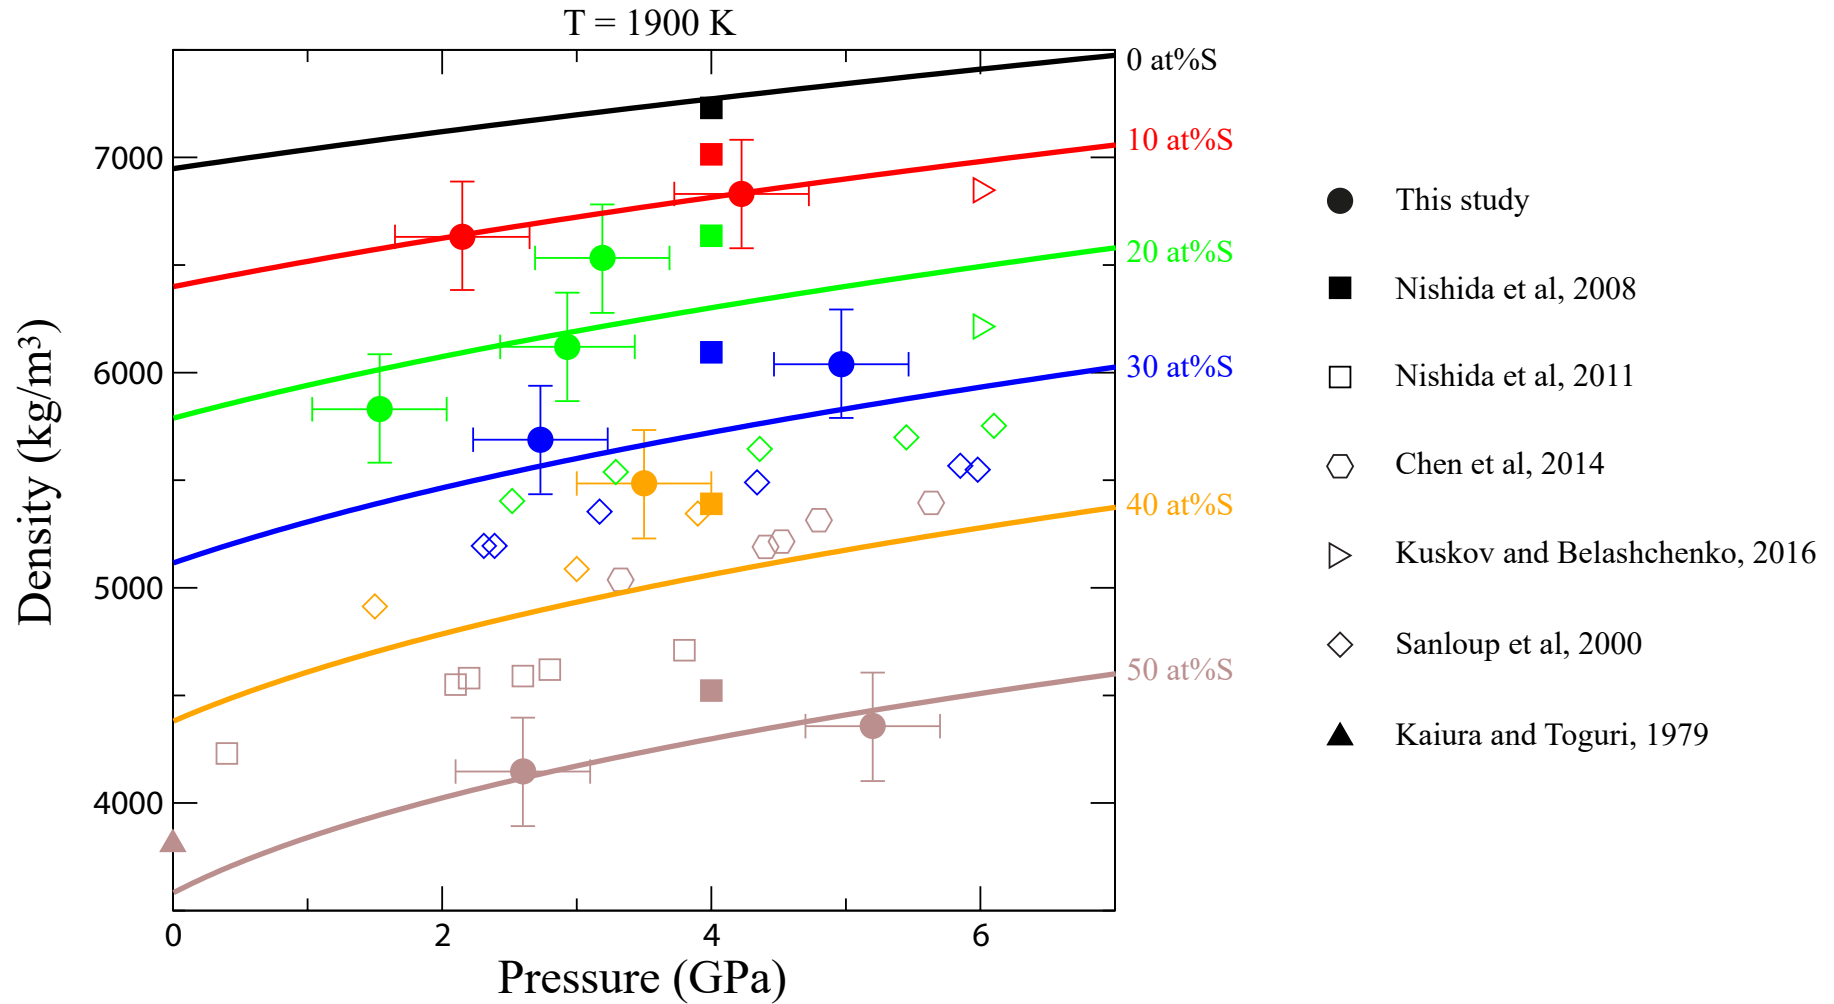 T = 1900 K
0 at%S
10 at%S
20 at%S
30 at%S
40 at%S
50 at%S
7000
6000
5000
4000
Density (kg/m³)
0
2
4
6
Pressure (GPa)
This study
Nishida et al, 2008
Nishida et al, 2011
Chen et al, 2014
Kuskov and Belashchenko, 2016
Sanloup et al, 2000
Kaiura and Toguri, 1979